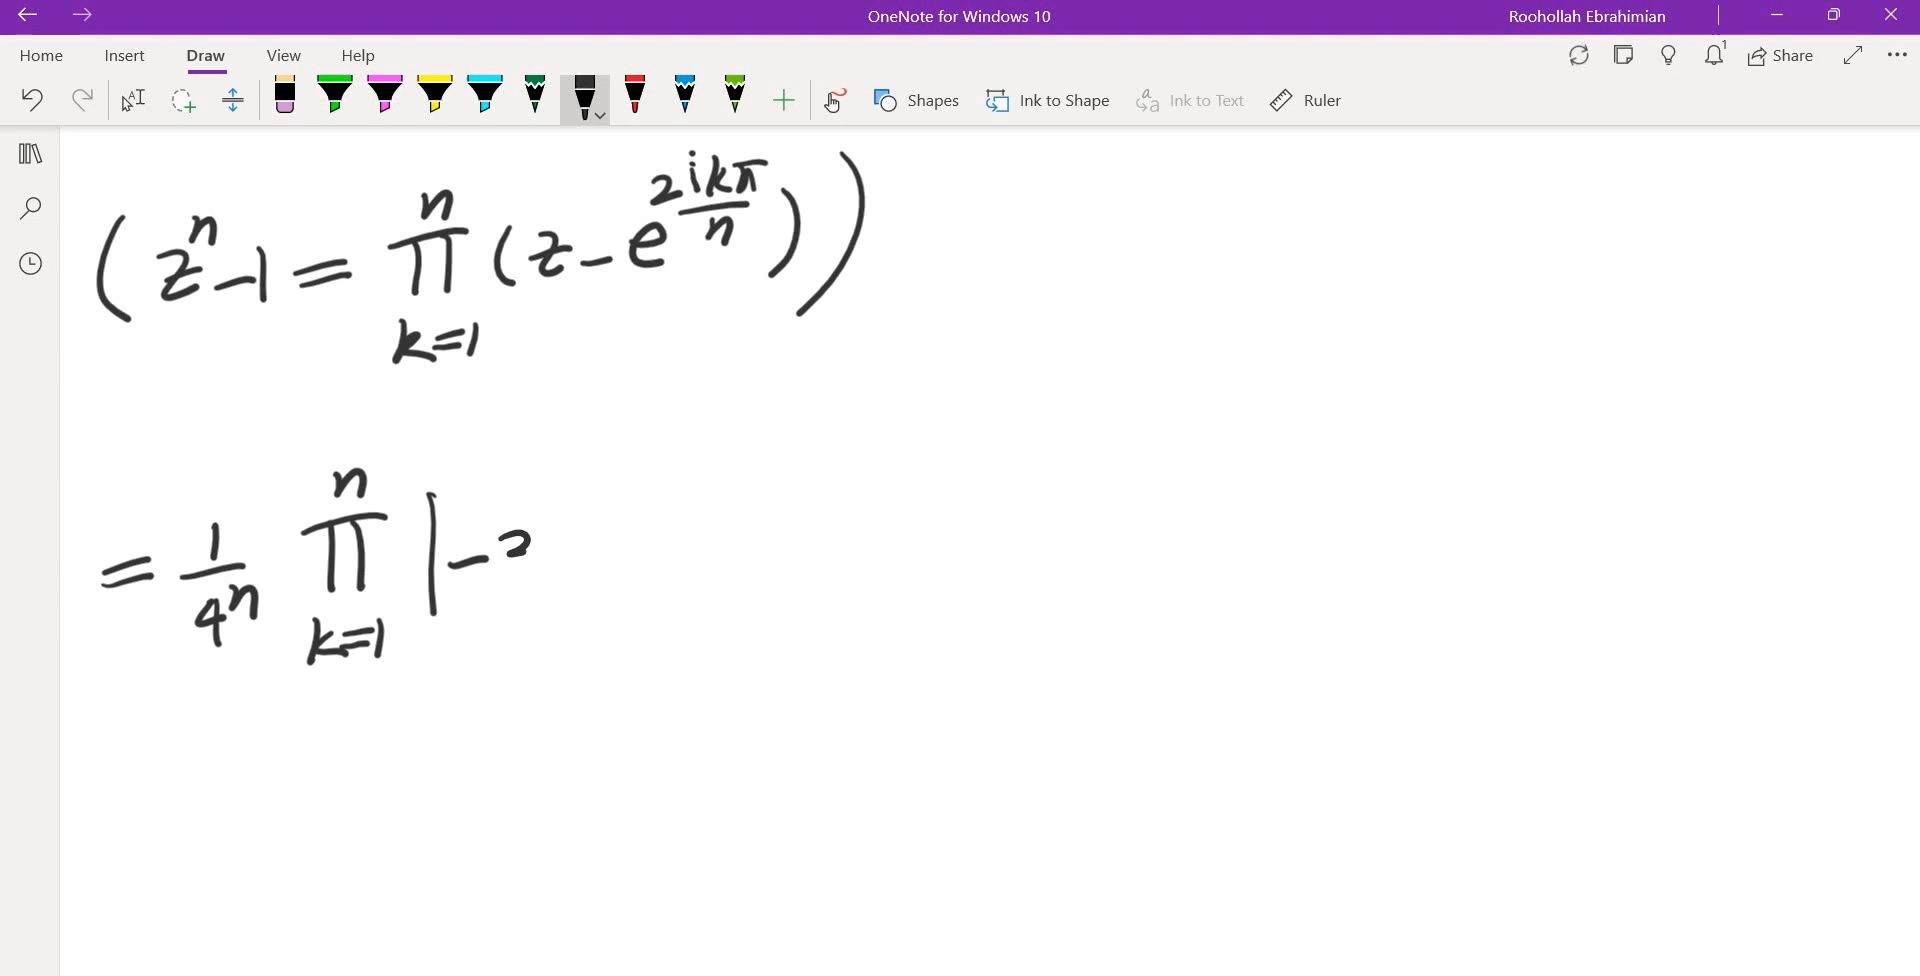 OneNote for Windows 10 Roohollah Ebrahimian
Home Insert Draw View Help 1 Share
Shapes Ink to Shape Ink to Text Ruler
(z^n - 1 = ∏_{k=1}^{n} (z - e^{2ikπ/n}))
= 1/4^n ∏_{k=1}^{n} | -